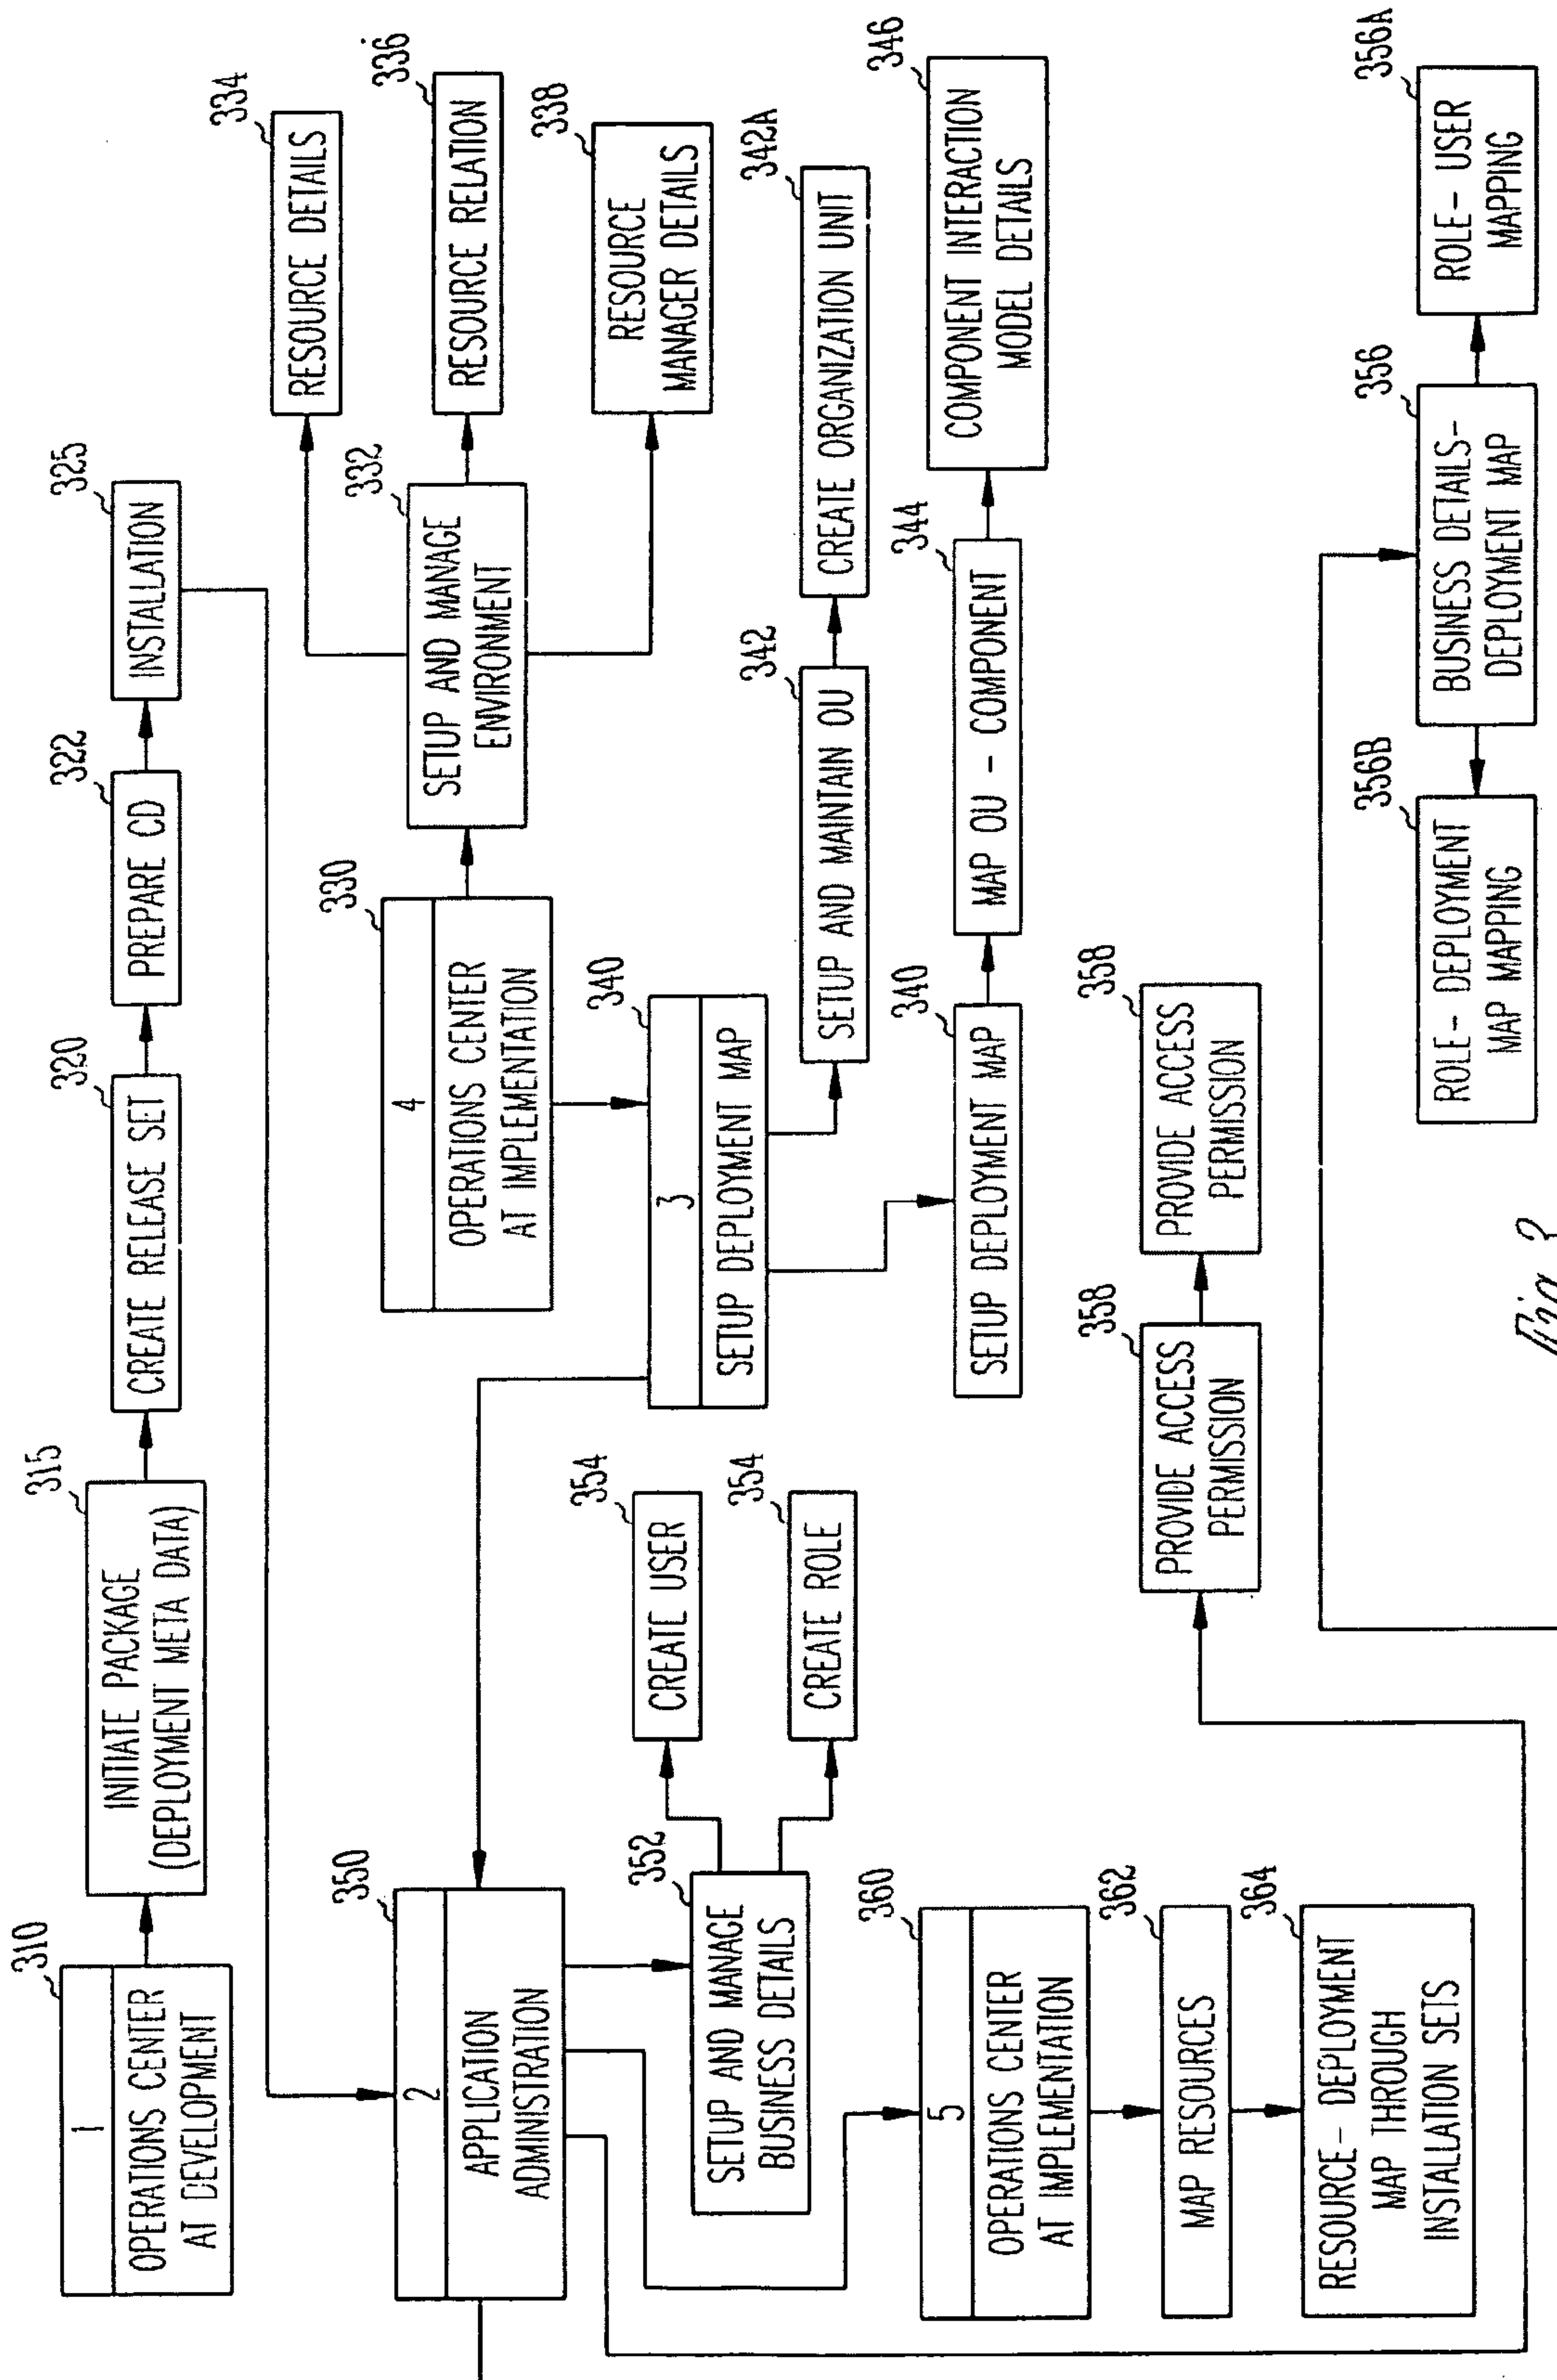 310
1
OPERATIONS CENTER
AT DEVELOPMENT
315
INITIATE PACKAGE
(DEPLOYMENT META DATA)
320
CREATE RELEASE SET
322
PREPARE CD
325
INSTALLATION
334
RESOURCE DETAILS
330
4
OPERATIONS CENTER
AT IMPLEMENTATION
332
SETUP AND MANAGE
ENVIRONMENT
336
RESOURCE RELATION
338
RESOURCE
MANAGER DETAILS
350
2
APPLICATION
ADMINISTRATION
340
3
SETUP DEPLOYMENT MAP
342
SETUP AND MAINTAIN OU
342A
CREATE ORGANIZATION UNIT
354
CREATE USER
352
SETUP AND MANAGE
BUSINESS DETAILS
354
CREATE ROLE
340
SETUP DEPLOYMENT MAP
344
MAP OU - COMPONENT
346
COMPONENT INTERACTION
MODEL DETAILS
360
5
OPERATIONS CENTER
AT IMPLEMENTATION
362
MAP RESOURCES
364
RESOURCE- DEPLOYMENT
MAP THROUGH
INSTALLATION SETS
358
PROVIDE ACCESS
PERMISSION
358
PROVIDE ACCESS
PERMISSION
356B
ROLE- DEPLOYMENT
MAP MAPPING
356
BUSINESS DETAILS-
DEPLOYMENT MAP
356A
ROLE- USER
MAPPING
Fig. 3